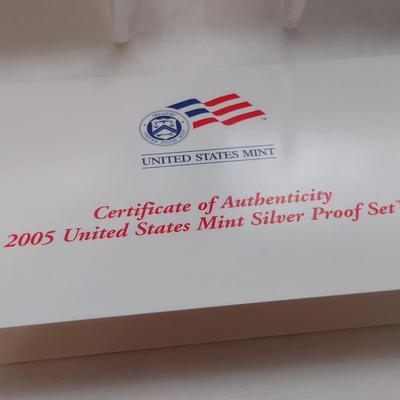 UNITED STATES MINT
Certificate of Authenticity
2005 United States Mint Silver Proof Set™